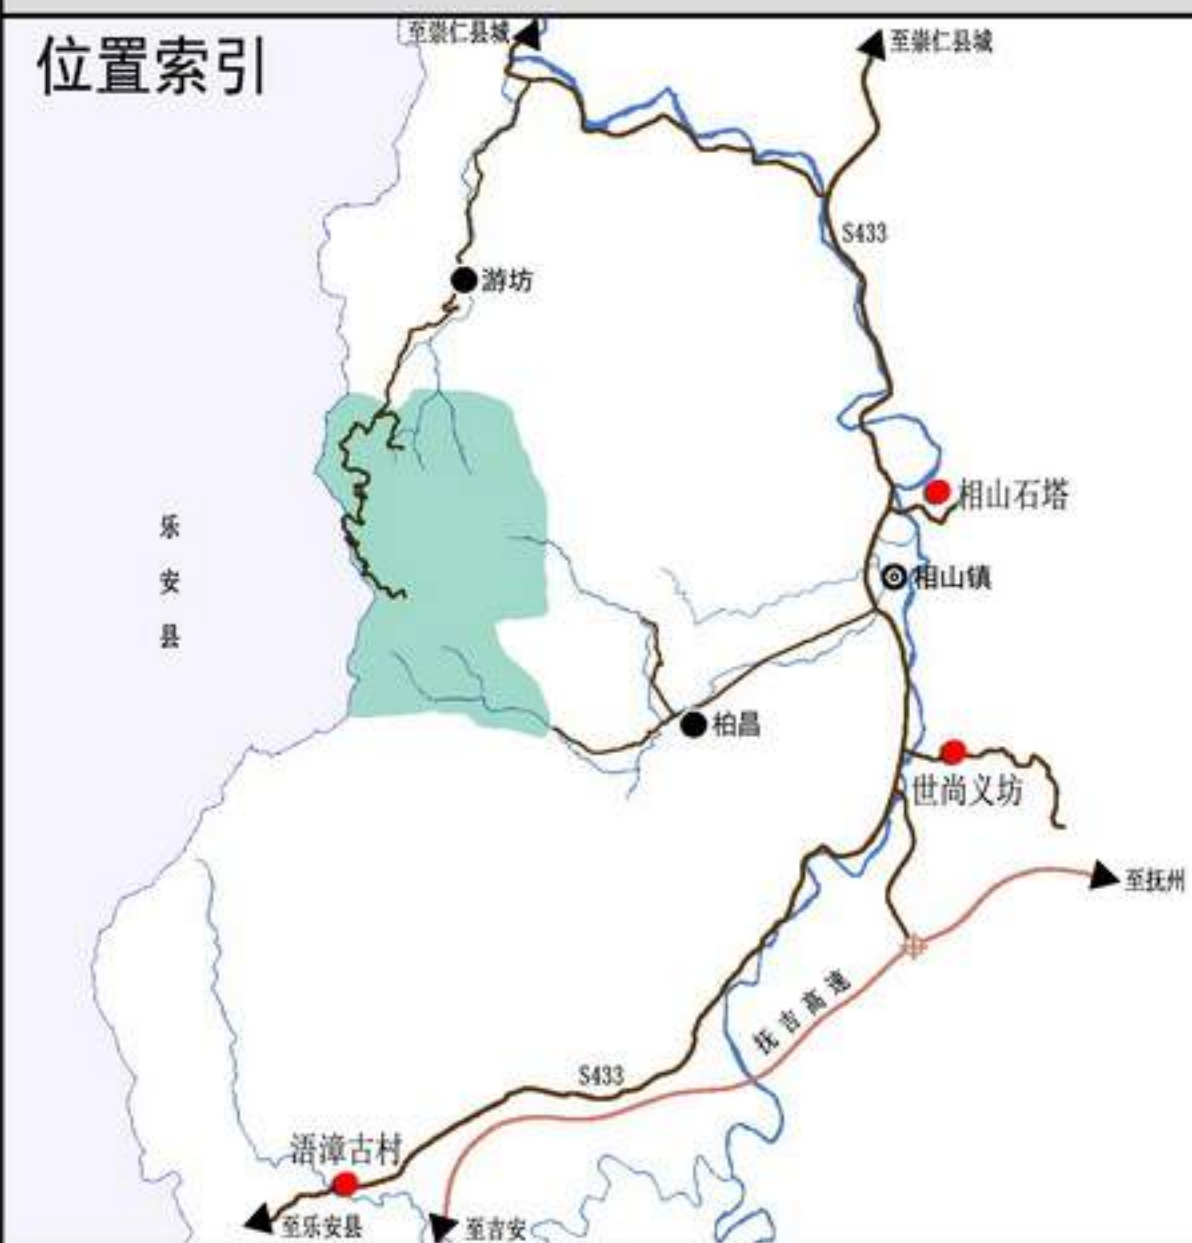 位置索引
至崇仁县城
至崇仁县城
S433
游坊
相山石塔
乐安县
相山镇
柏昌
世尚义坊
至抚州
抚吉高速
S433
浯漳古村
至乐安县
至吉安